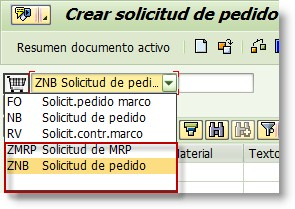 Crear solicitud de pedido
Resumen documento activo
ZNB Solicitud de pedi...
FO Solicit.pedido marco
NB Solicitud de pedido
RV Solicit.contr.marco
ZMRP Solicitud de MRP
ZNB Solicitud de pedido
Material Texto